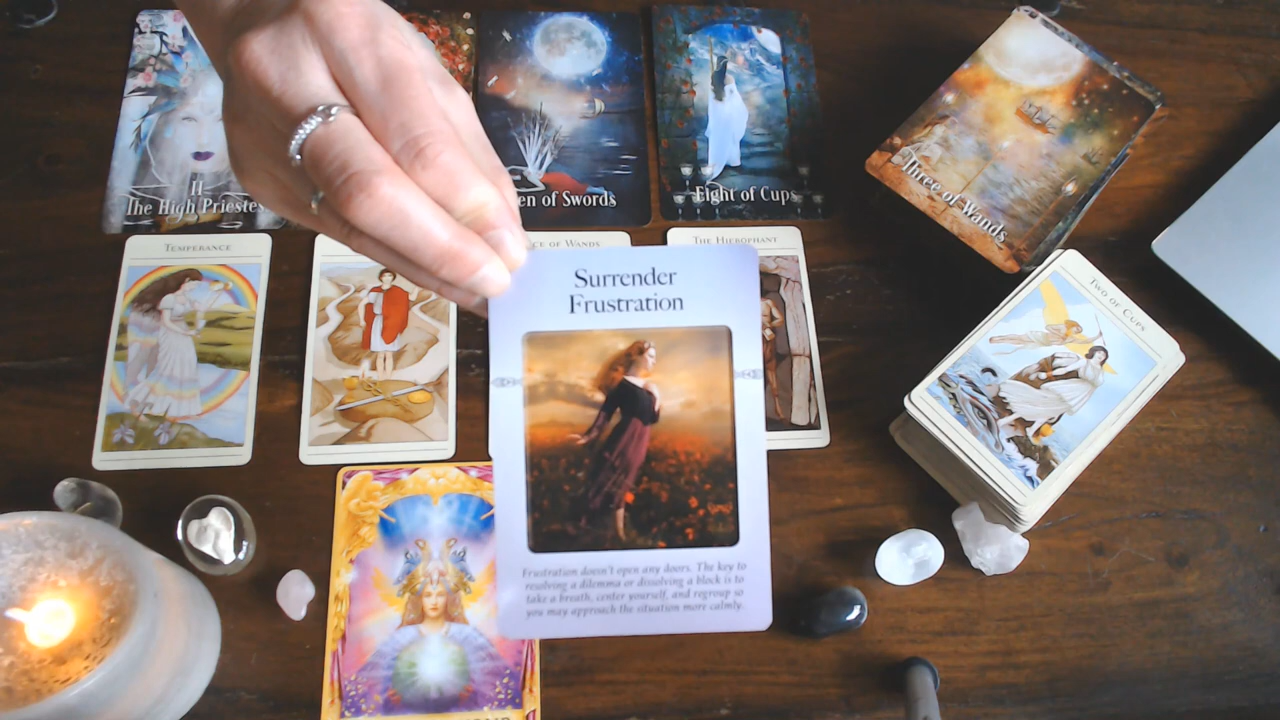 II
The High Priestes
en of Swords
Eight of Cups
Three of Wands
TEMPERANCE
CE OF WANDS
THE HIEROPHANT
TWO OF CUPS
Surrender
Frustration
Frustration doesn't open any doors. The key to
resolving a dilemma or dissolving a block is to
take a breath, center yourself, and regroup so
you may approach the situation more calmly.